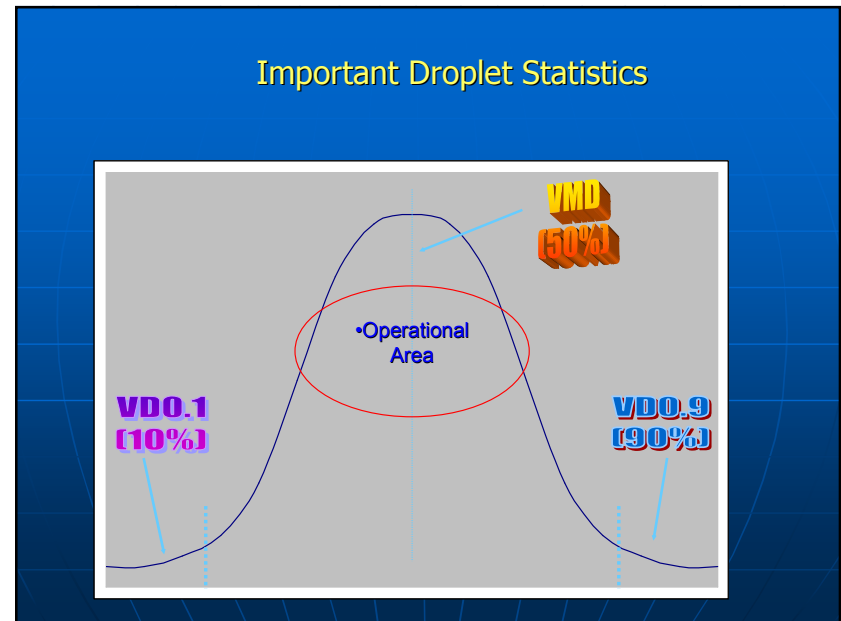 Important Droplet Statistics
VMD
(50%)
•Operational
Area
VD0.1
(10%)
VD0.9
(90%)